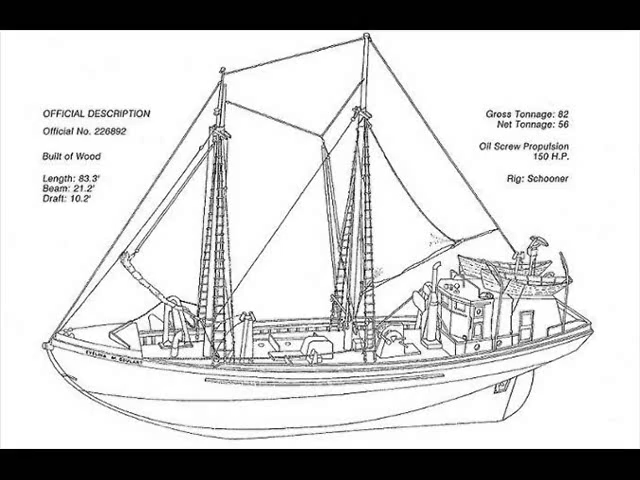 OFFICIAL DESCRIPTION
Official No. 226892
Built of Wood
Length: 83.3'
Beam: 21.2'
Draft: 10.2'
Gross Tonnage: 82
Net Tonnage: 56
Oil Screw Propulsion
150 H.P.
Rig: Schooner